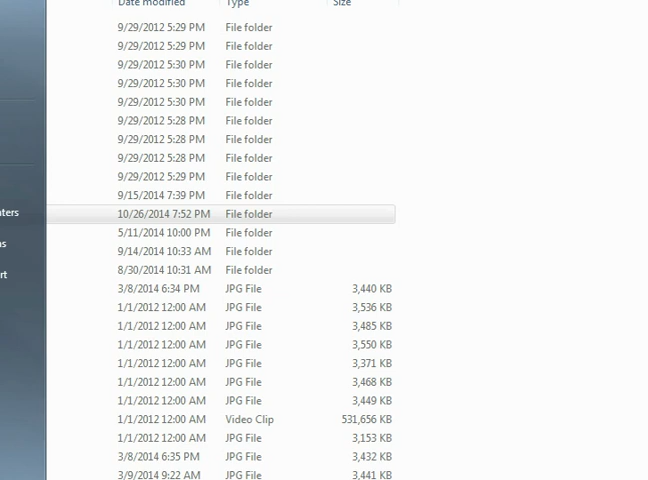 Date modified Type Size
9/29/2012 5:29 PM File folder
9/29/2012 5:29 PM File folder
9/29/2012 5:30 PM File folder
9/29/2012 5:30 PM File folder
9/29/2012 5:30 PM File folder
9/29/2012 5:28 PM File folder
9/29/2012 5:28 PM File folder
9/29/2012 5:28 PM File folder
9/29/2012 5:29 PM File folder
9/15/2014 7:39 PM File folder
aters 10/26/2014 7:52 PM File folder
5/11/2014 10:00 PM File folder
ns 9/14/2014 10:33 AM File folder
rt 8/30/2014 10:31 AM File folder
3/8/2014 6:34 PM JPG File 3,440 KB
1/1/2012 12:00 AM JPG File 3,536 KB
1/1/2012 12:00 AM JPG File 3,485 KB
1/1/2012 12:00 AM JPG File 3,550 KB
1/1/2012 12:00 AM JPG File 3,371 KB
1/1/2012 12:00 AM JPG File 3,468 KB
1/1/2012 12:00 AM JPG File 3,449 KB
1/1/2012 12:00 AM Video Clip 531,656 KB
1/1/2012 12:00 AM JPG File 3,153 KB
3/8/2014 6:35 PM JPG File 3,432 KB
3/9/2014 9:22 AM JPG File 3,441 KB